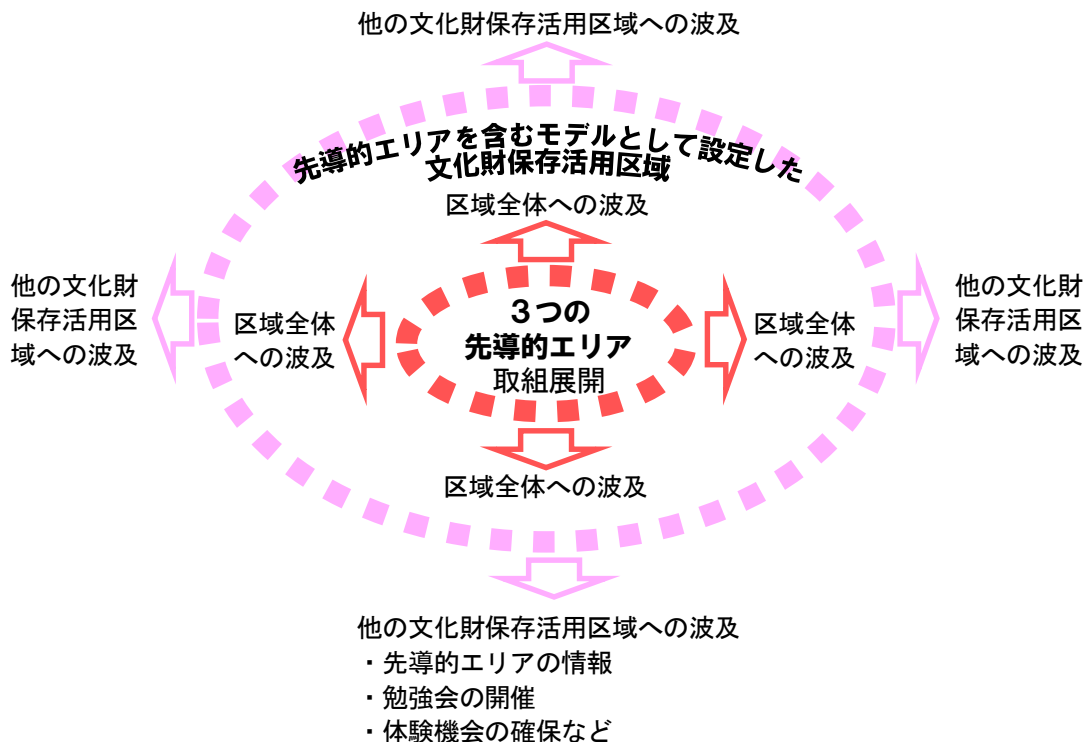 他の文化財保存活用区域への波及
先導的エリアを含むモデルとして設定した
文化財保存活用区域
区域全体への波及
他の文化財
保存活用区
域への波及
区域全体
への波及
３つの
先導的エリア
取組展開
区域全体
への波及
他の文化財
保存活用区
域への波及
区域全体への波及
他の文化財保存活用区域への波及
・先導的エリアの情報
・勉強会の開催
・体験機会の確保など